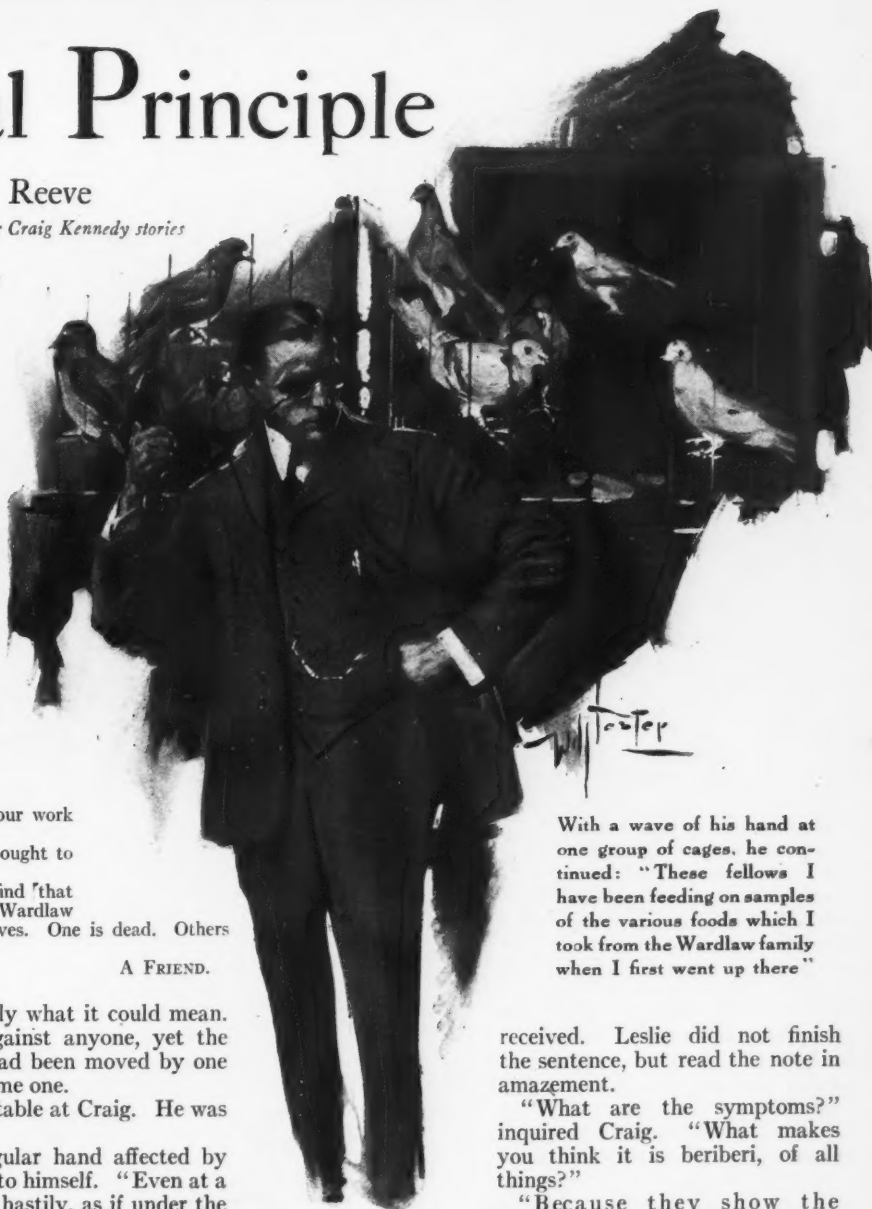 l Principle
Reeve
Craig Kennedy stories
our work
ought to
that
Wardlaw
ves. One is dead. Others
A FRIEND.
ly what it could mean.
gainst anyone, yet the
ad been moved by one
me one.
table at Craig. He was
gular hand affected by
to himself. "Even at a
hastily, as if under the
With a wave of his hand at
one group of cages, he con-
tinued: "These fellows I
have been feeding on samples
of the various foods which I
took from the Wardlaw family
when I first went up there"
received. Leslie did not finish
the sentence, but read the note in
amazement.
"What are the symptoms?"
inquired Craig. "What makes
you think it is beriberi, of all
things?"
"Because they show the